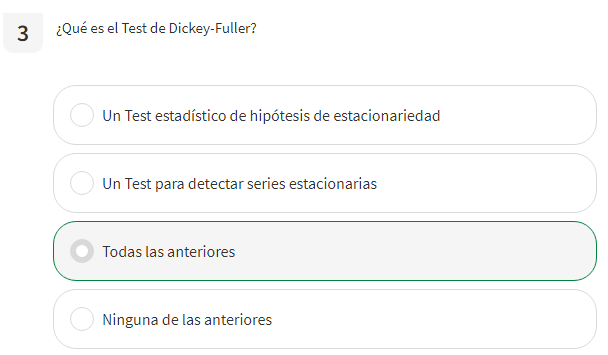 3
¿Qué es el Test de Dickey-Fuller?
Un Test estadístico de hipótesis de estacionariedad
Un Test para detectar series estacionarias
Todas las anteriores
Ninguna de las anteriores